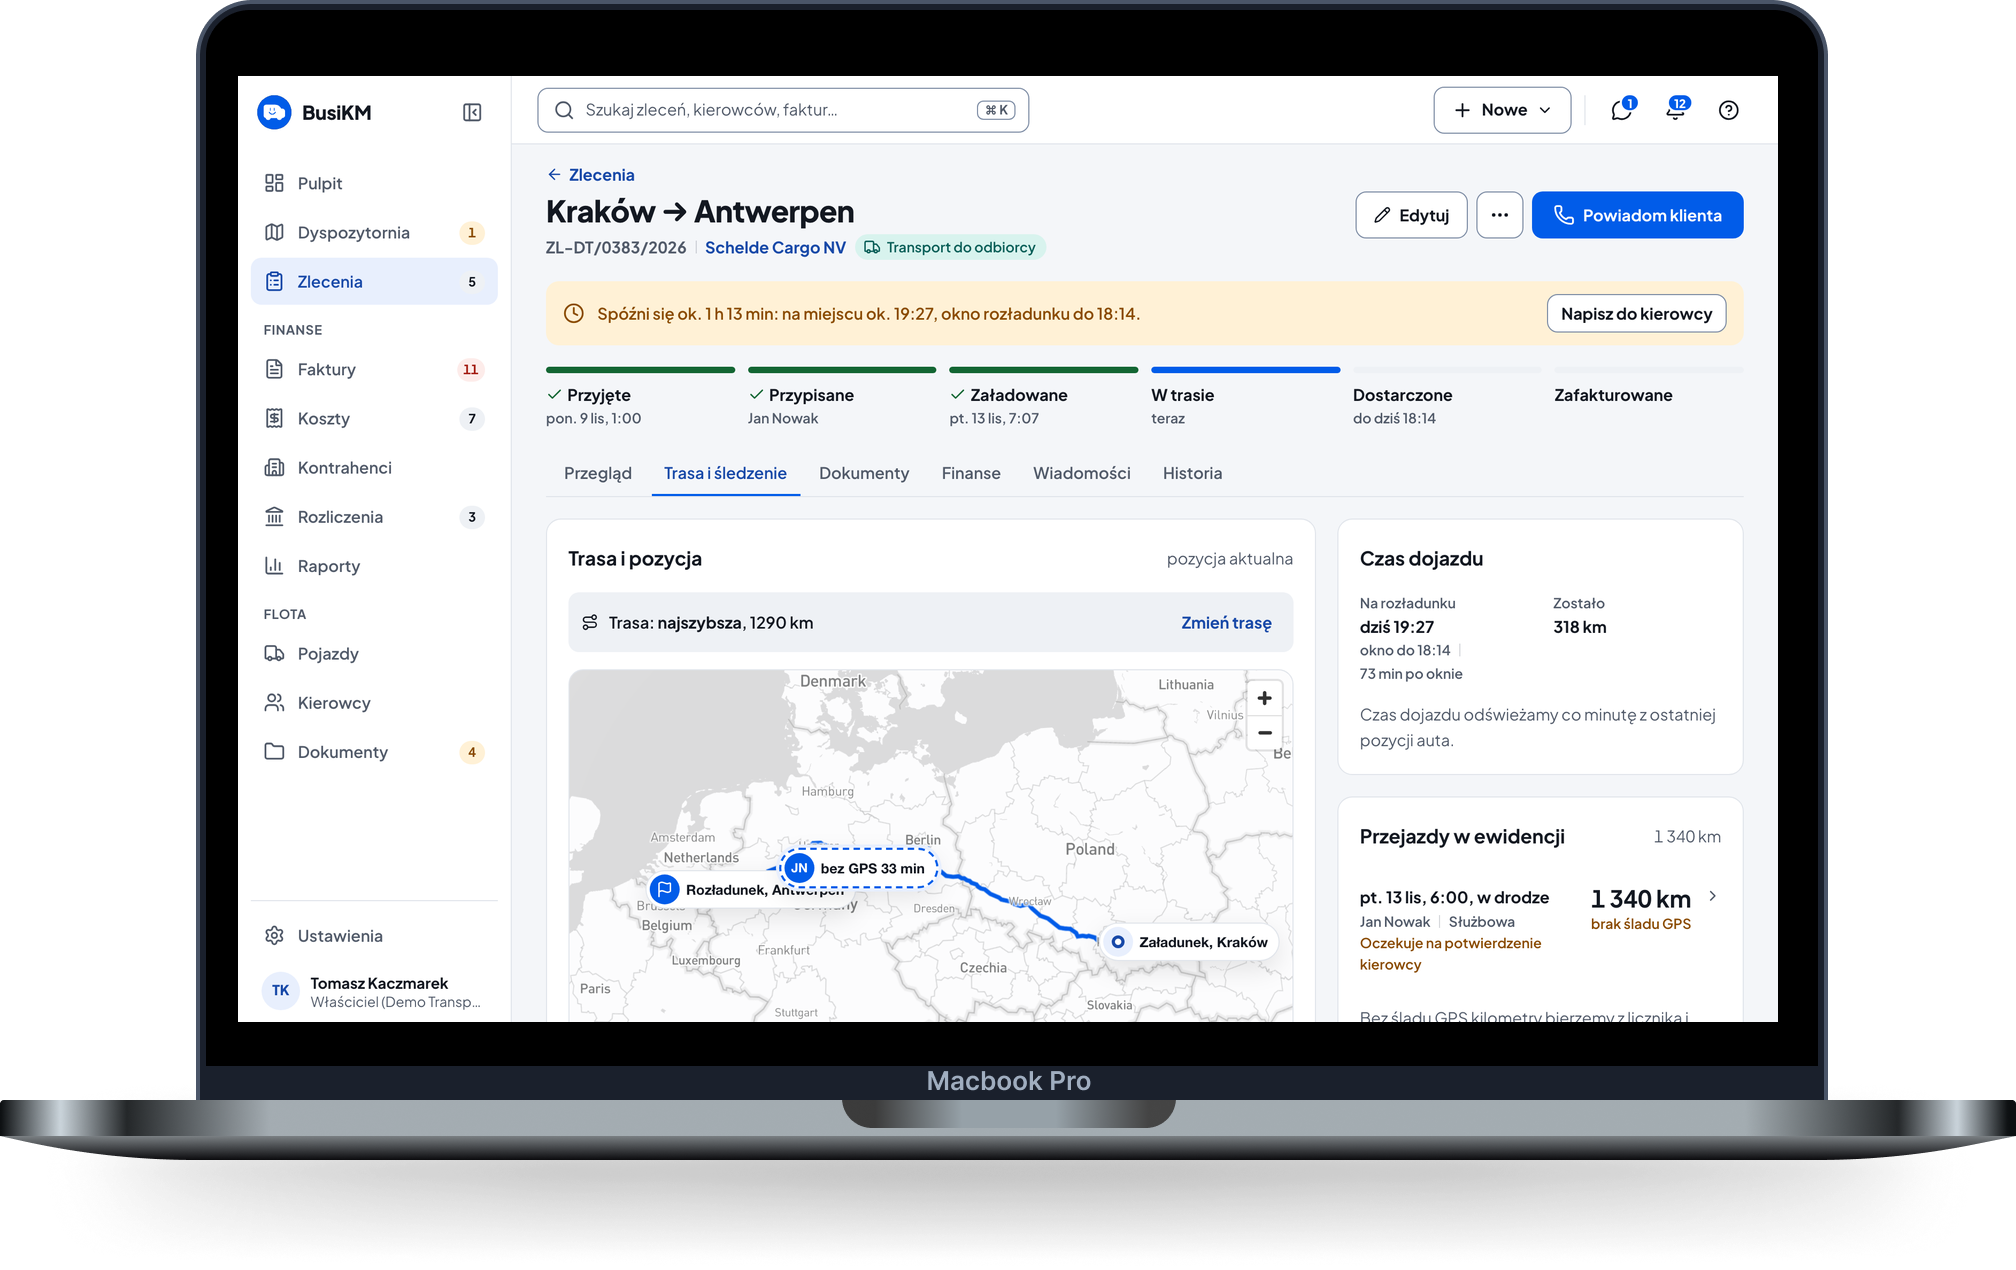 BusiKM
Szukaj zleceń, kierowców, faktur...
⌘ K
Nowe
1
12
Pulpit
Dyspozytornia 1
Zlecenia 5
FINANSE
Faktury 11
Koszty 7
Kontrahenci
Rozliczenia 3
Raporty
FLOTA
Pojazdy
Kierowcy
Dokumenty 4
Ustawienia
TK
Tomasz Kaczmarek
Właściciel (Demo Transp...
← Zlecenia
Kraków → Antwerpen
ZL-DT/0383/2026 | Schelde Cargo NV Transport do odbiorcy
Edytuj
...
Powiadom klienta
Spóźni się ok. 1 h 13 min: na miejscu ok. 19:27, okno rozładunku do 18:14.
Napisz do kierowcy
Przyjęte
pon. 9 lis, 1:00
Przypisane
Jan Nowak
Załadowane
pt. 13 lis, 7:07
W trasie
teraz
Dostarczone
do dziś 18:14
Zafakturowane
Przegląd Trasa i śledzenie Dokumenty Finanse Wiadomości Historia
Trasa i pozycja
pozycja aktualna
Trasa: najszybsza, 1290 km
Zmień trasę
Denmark
Lithuania
Vilnius
Be
Hamburg
Amsterdam
Netherlands
Berlin
Poland
JN bez GPS 33 min
Rozładunek, Antwerpen
Germany
Belgium
Dresden
Wrocław
Załadunek, Kraków
Frankfurt
Luxembourg
Czechia
Paris
Stuttgart
Slovakia
+
−
Czas dojazdu
Na rozładunku
dziś 19:27
okno do 18:14 |
73 min po oknie
Zostało
318 km
Czas dojazdu odświeżamy co minutę z ostatniej
pozycji auta.
Przejazdy w ewidencji
1 340 km
pt. 13 lis, 6:00, w drodze
Jan Nowak | Służbowa
Oczekuje na potwierdzenie
kierowcy
1 340 km
brak śladu GPS
Bez śladu GPS kilometry bierzemy z licznika i
Macbook Pro